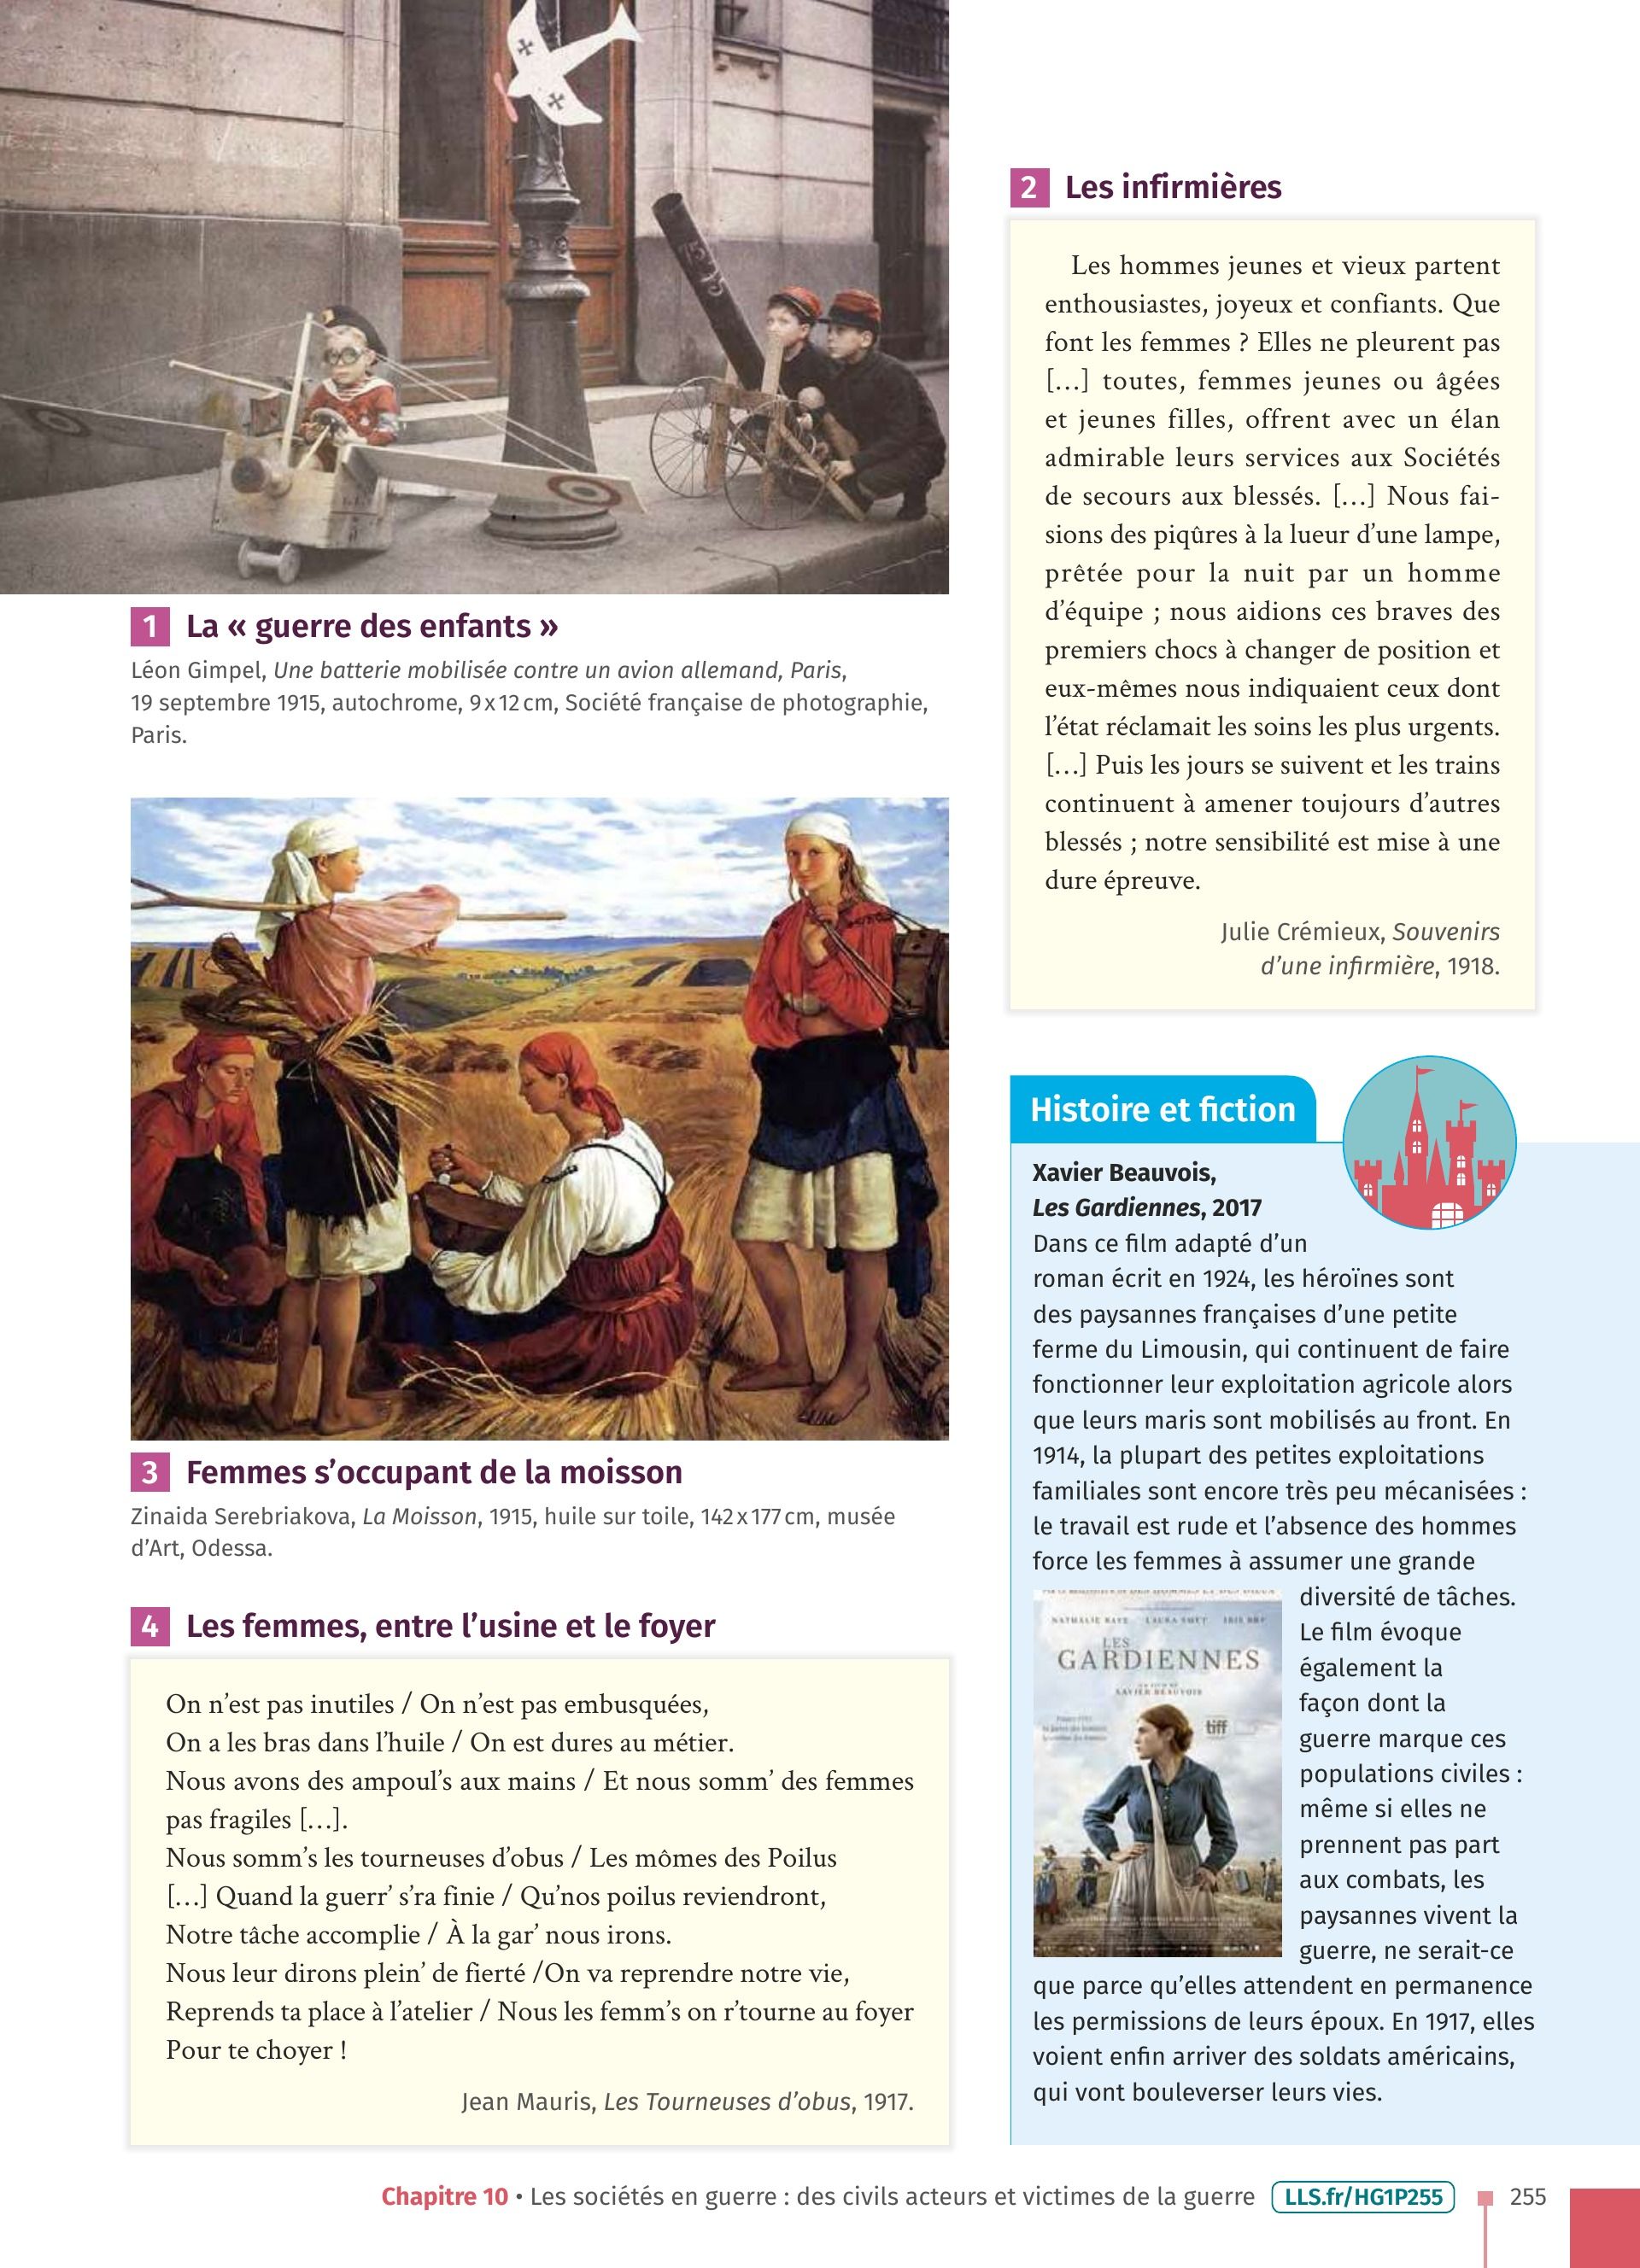 75
1 La « guerre des enfants »
Léon Gimpel, Une batterie mobilisée contre un avion allemand, Paris,
19 septembre 1915, autochrome, 9 x 12 cm, Société française de photographie,
Paris.
3 Femmes s’occupant de la moisson
Zinaida Serebriakova, La Moisson, 1915, huile sur toile, 142 x 177 cm, musée
d’Art, Odessa.
4 Les femmes, entre l’usine et le foyer
On n’est pas inutiles / On n’est pas embusquées,
On a les bras dans l’huile / On est dures au métier.
Nous avons des ampoul’s aux mains / Et nous somm’ des femmes
pas fragiles […].
Nous somm’s les tourneuses d’obus / Les mômes des Poilus
[…] Quand la guerr’ s’ra finie / Qu’nos poilus reviendront,
Notre tâche accomplie / À la gar’ nous irons.
Nous leur dirons plein’ de fierté /On va reprendre notre vie,
Reprends ta place à l’atelier / Nous les femm’s on r’tourne au foyer
Pour te choyer !
Jean Mauris, Les Tourneuses d’obus, 1917.
2 Les infirmières
Les hommes jeunes et vieux partent
enthousiastes, joyeux et confiants. Que
font les femmes ? Elles ne pleurent pas
[…] toutes, femmes jeunes ou âgées
et jeunes filles, offrent avec un élan
admirable leurs services aux Sociétés
de secours aux blessés. […] Nous fai-
sions des piqûres à la lueur d’une lampe,
prêtée pour la nuit par un homme
d’équipe ; nous aidions ces braves des
premiers chocs à changer de position et
eux-mêmes nous indiquaient ceux dont
l’état réclamait les soins les plus urgents.
[…] Puis les jours se suivent et les trains
continuent à amener toujours d’autres
blessés ; notre sensibilité est mise à une
dure épreuve.
Julie Crémieux, Souvenirs
d’une infirmière, 1918.
Histoire et fiction
Xavier Beauvois,
Les Gardiennes, 2017
Dans ce film adapté d’un
roman écrit en 1924, les héroïnes sont
des paysannes françaises d’une petite
ferme du Limousin, qui continuent de faire
fonctionner leur exploitation agricole alors
que leurs maris sont mobilisés au front. En
1914, la plupart des petites exploitations
familiales sont encore très peu mécanisées :
le travail est rude et l’absence des hommes
force les femmes à assumer une grande
diversité de tâches.
Le film évoque
également la
façon dont la
guerre marque ces
populations civiles :
même si elles ne
prennent pas part
aux combats, les
paysannes vivent la
guerre, ne serait-ce
que parce qu’elles attendent en permanence
les permissions de leurs époux. En 1917, elles
voient enfin arriver des soldats américains,
qui vont bouleverser leurs vies.
NATHALIE BAYE LAURA SMET IRIS BRY
LES
GARDIENNES
XAVIER BEAUVOIS
tiff
Chapitre 10 • Les sociétés en guerre : des civils acteurs et victimes de la guerre LLS.fr/HG1P255 255